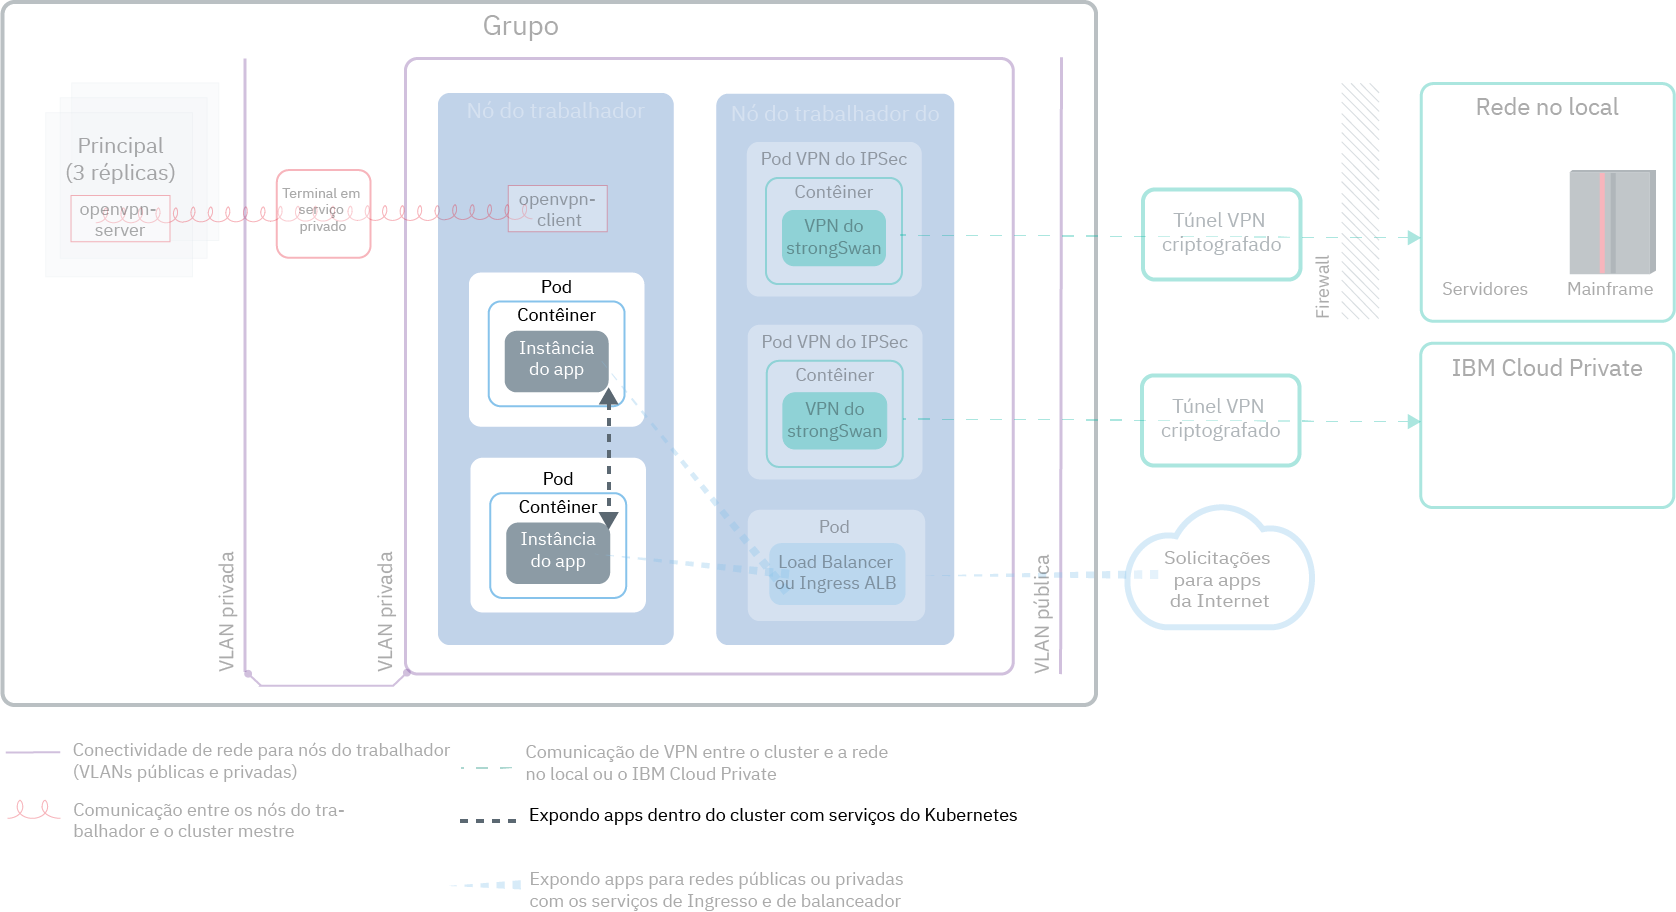 Grupo
Principal
(3 réplicas)
openvpn-
server
Terminal em
serviço
privado
VLAN privada
VLAN privada
Nó do trabalhador
openvpn-
client
Pod
Contêiner
Instância
do app
Pod
Contêiner
Instância
do app
Nó do trabalhador do
Pod VPN do IPSec
Contêiner
VPN do
strongSwan
Pod VPN do IPSec
Contêiner
VPN do
strongSwan
Pod
Load Balancer
ou Ingress ALB
VLAN pública
Túnel VPN
criptografado
Firewall
Rede no local
Servidores
Mainframe
Túnel VPN
criptografado
IBM Cloud Private
Solicitações
para apps
da Internet
Conectividade de rede para nós do trabalhador
(VLANs públicas e privadas)
Comunicação entre os nós do tra-
balhador e o cluster mestre
Comunicação de VPN entre o cluster e a rede
no local ou o IBM Cloud Private
Expondo apps dentro do cluster com serviços do Kubernetes
Expondo apps para redes públicas ou privadas
com os serviços de Ingresso e de balanceador